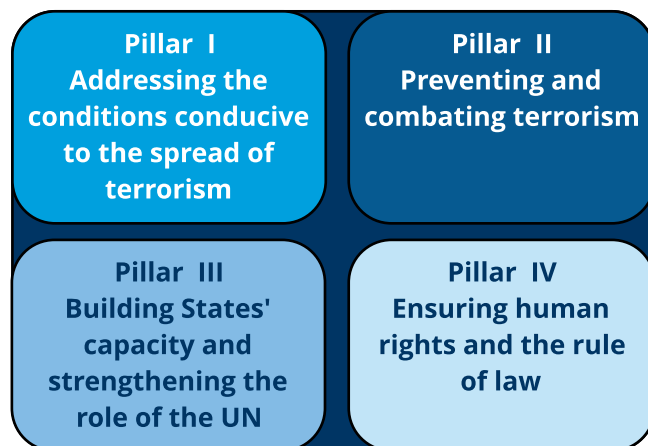 Pillar I
Addressing the
conditions conducive
to the spread of
terrorism
Pillar II
Preventing and
combating terrorism
Pillar III
Building States'
capacity and
strengthening the
role of the UN
Pillar IV
Ensuring human
rights and the rule
of law